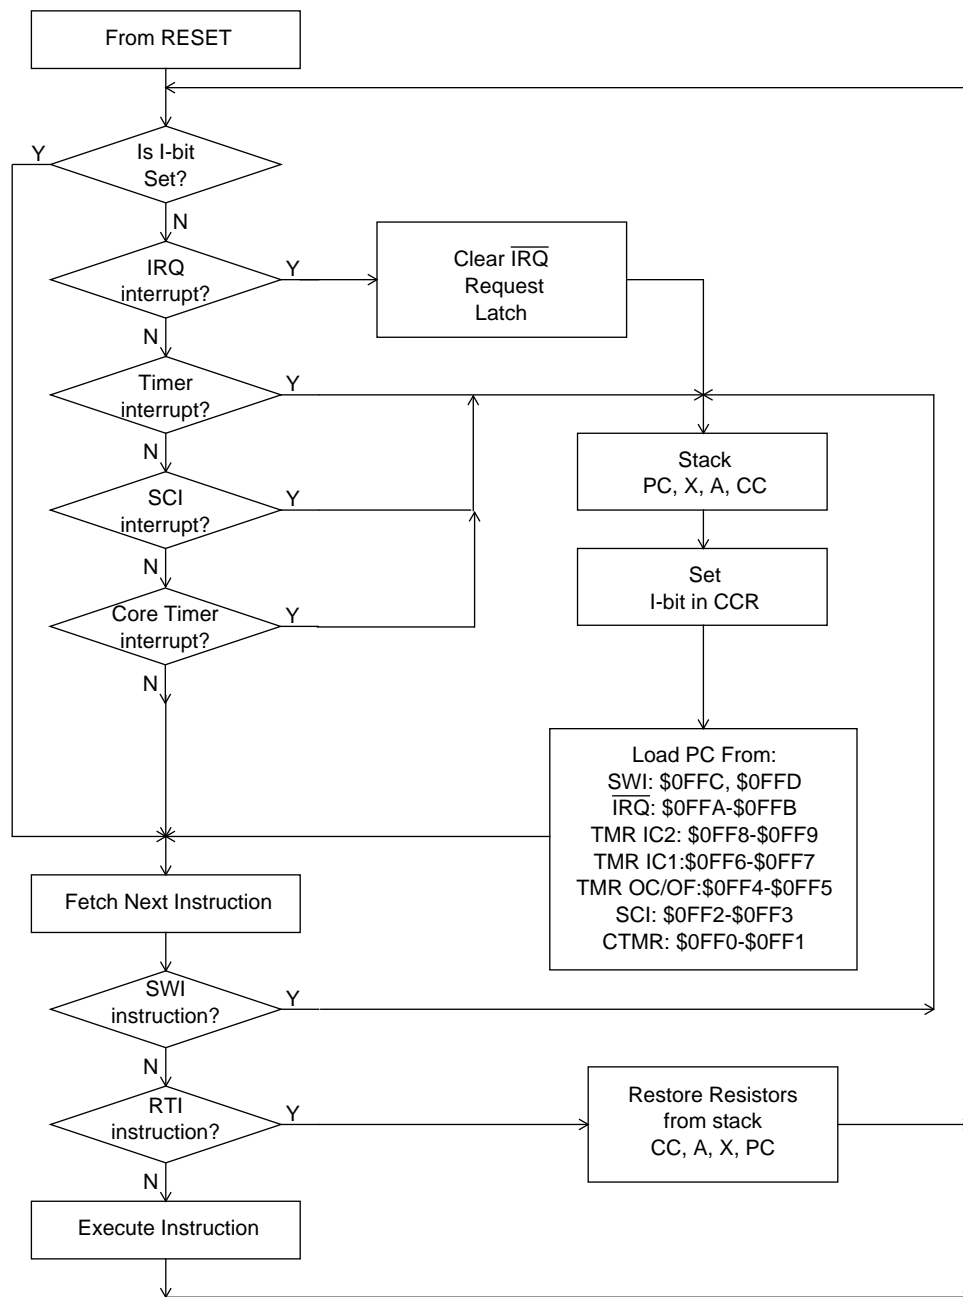 From RESET
Y
Is I-bit
Set?
N
IRQ
interrupt?
Y
Clear I̅R̅Q̅
Request
Latch
N
Timer
interrupt?
Y
N
Stack
PC, X, A, CC
SCI
interrupt?
Y
N
Set
I-bit in CCR
Core Timer
interrupt?
Y
N
Load PC From:
SWI: $0FFC, $0FFD
I̅R̅Q̅: $0FFA-$0FFB
TMR IC2: $0FF8-$0FF9
TMR IC1:$0FF6-$0FF7
TMR OC/OF:$0FF4-$0FF5
SCI: $0FF2-$0FF3
CTMR: $0FF0-$0FF1
Fetch Next Instruction
SWI
instruction?
Y
N
RTI
instruction?
Y
Restore Resistors
from stack
CC, A, X, PC
N
Execute Instruction